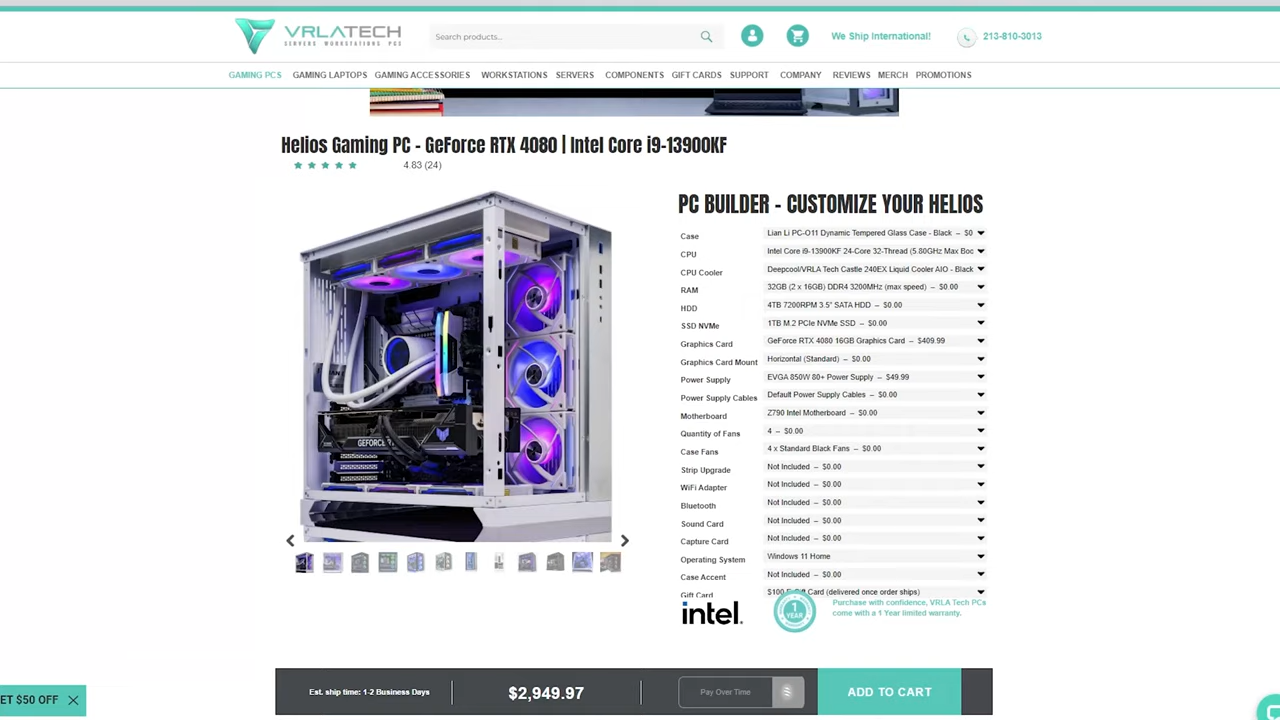 VRLATECH
SERVERS WORKSTATIONS PCS
Search products...
We Ship International!
213-810-3013
GAMING PCS GAMING LAPTOPS GAMING ACCESSORIES WORKSTATIONS SERVERS COMPONENTS GIFT CARDS SUPPORT COMPANY REVIEWS MERCH PROMOTIONS
Helios Gaming PC - GeForce RTX 4080 | Intel Core i9-13900KF
4.83 (24)
GEFORCE
PC BUILDER - CUSTOMIZE YOUR HELIOS
Case Lian Li PC-O11 Dynamic Tempered Glass Case - Black – $0
CPU Intel Core i9-13900KF 24-Core 32-Thread (5.80GHz Max Boo
CPU Cooler Deepcool/VRLA Tech Castle 240EX Liquid Cooler AIO - Black
RAM 32GB (2 x 16GB) DDR4 3200MHz (max speed) – $0.00
HDD 4TB 7200RPM 3.5" SATA HDD – $0.00
SSD NVMe 1TB M.2 PCIe NVMe SSD – $0.00
Graphics Card GeForce RTX 4080 16GB Graphics Card – $409.99
Graphics Card Mount Horizontal (Standard) – $0.00
Power Supply EVGA 850W 80+ Power Supply – $49.99
Power Supply Cables Default Power Supply Cables – $0.00
Motherboard Z790 Intel Motherboard – $0.00
Quantity of Fans 4 – $0.00
Case Fans 4 x Standard Black Fans – $0.00
Strip Upgrade Not Included – $0.00
WiFi Adapter Not Included – $0.00
Bluetooth Not Included – $0.00
Sound Card Not Included – $0.00
Capture Card Not Included – $0.00
Operating System Windows 11 Home
Case Accent Not Included – $0.00
Gift Card $100 Gift Card (delivered once order ships)
intel.
1 YEAR
Purchase with confidence, VRLA Tech PCs
come with a 1 Year limited warranty.
Est. ship time: 1-2 Business Days
$2,949.97
Pay Over Time
ADD TO CART
ET $50 OFF